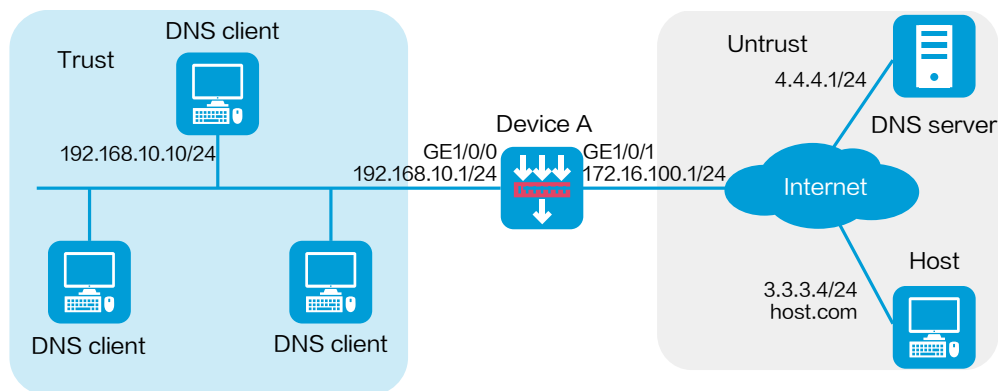 DNS client
Trust
192.168.10.10/24
DNS client
DNS client
Device A
GE1/0/0
192.168.10.1/24
GE1/0/1
172.16.100.1/24
Untrust
4.4.4.1/24
DNS server
Internet
Host
3.3.3.4/24
host.com